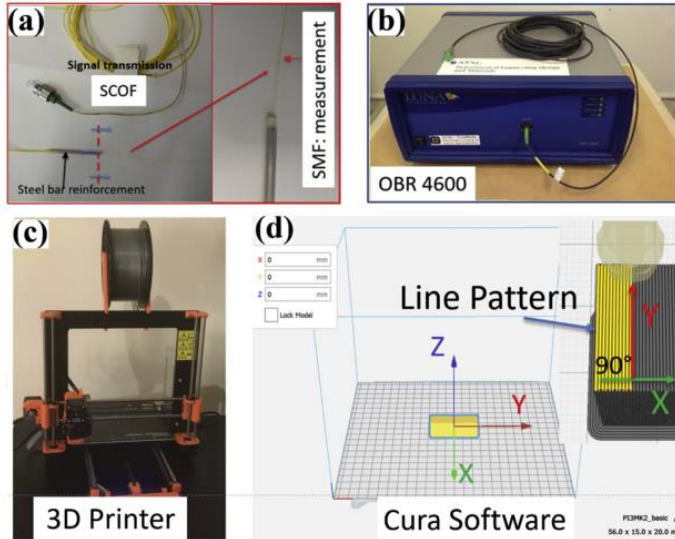 (a)
Signal transmission
SCOF
Steel bar reinforcement
SMF: measurement
(b)
LUNA
OBR 4600
(c)
3D Printer
(d)
X 0 mm
Y 0 mm
Z 0 mm
Lock Model
Line Pattern
Z
Y
X
Y
90°
X
Cura Software
PI3MK2_basic
56.0 x 15.0 x 20.0 m